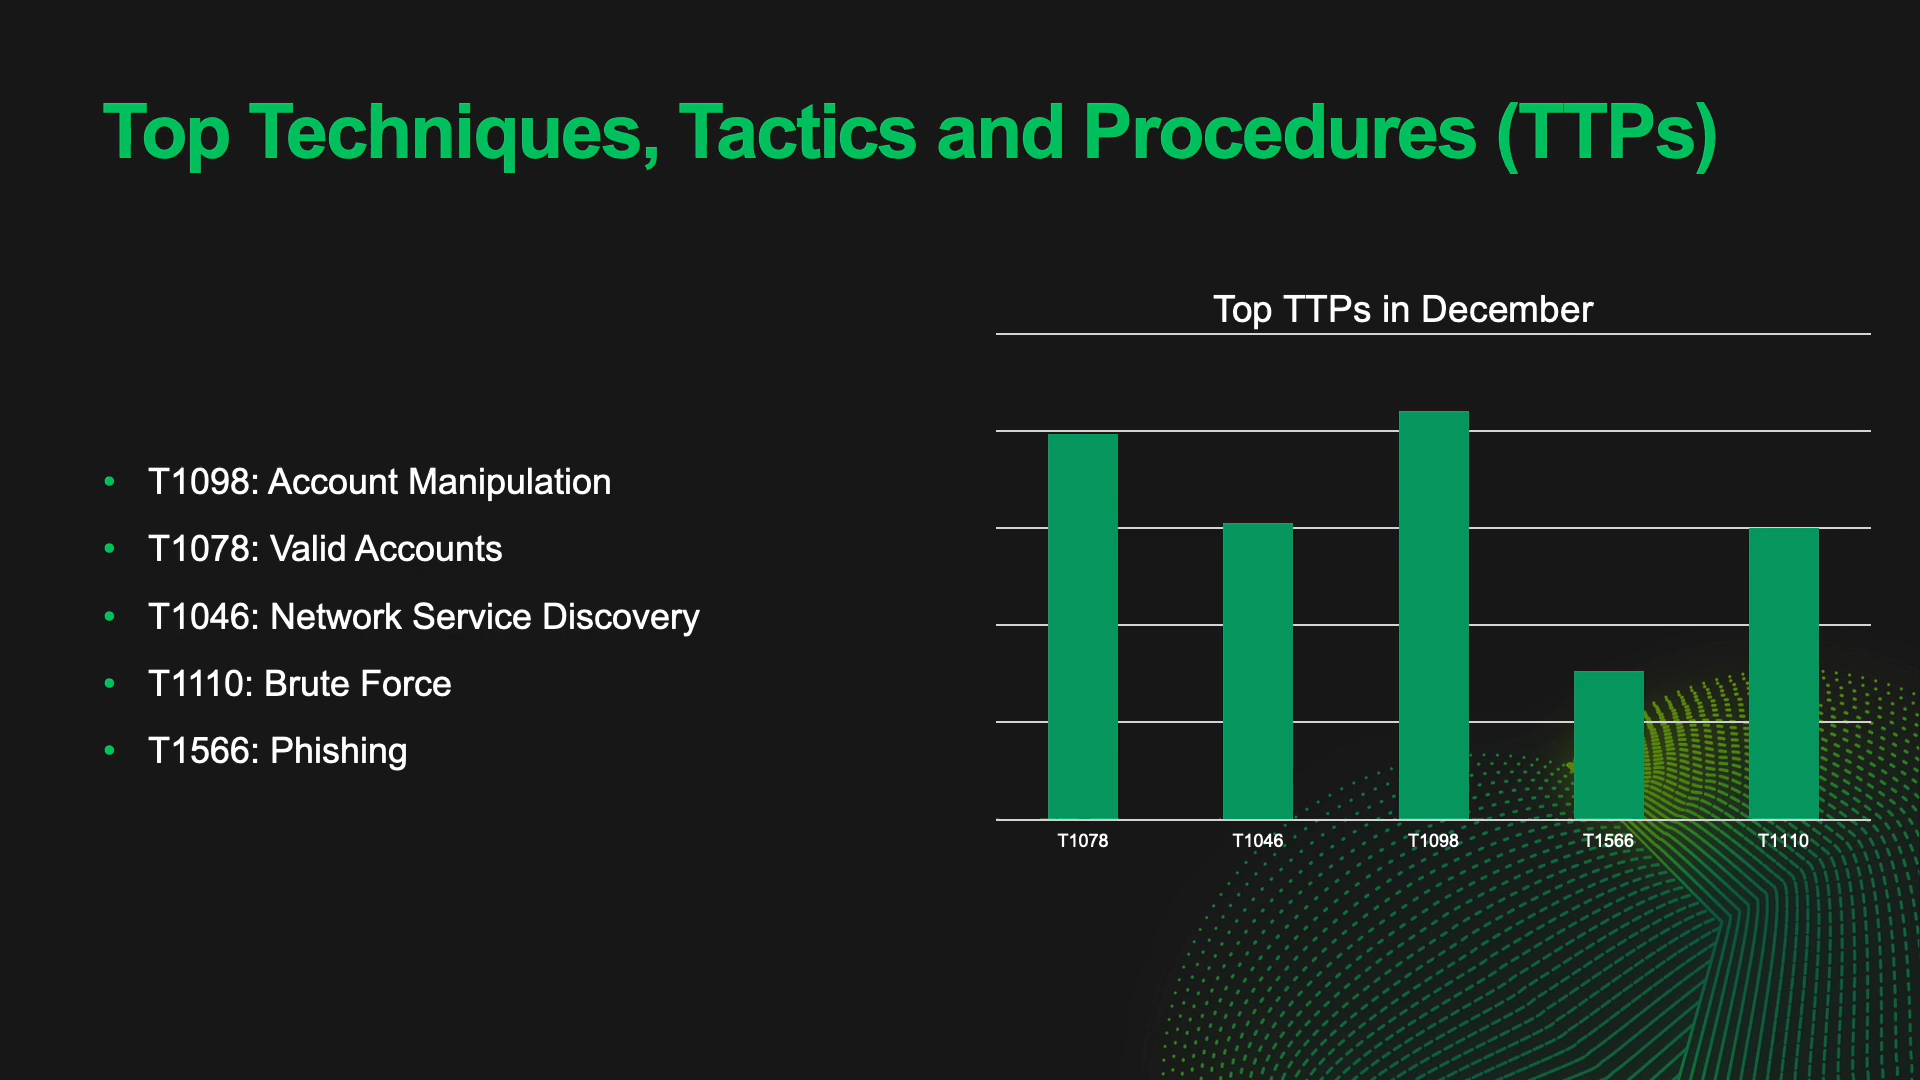 Top Techniques, Tactics and Procedures (TTPs)
T1098: Account Manipulation
T1078: Valid Accounts
T1046: Network Service Discovery
T1110: Brute Force
T1566: Phishing
Top TTPs in December
T1078 T1046 T1098 T1566 T1110